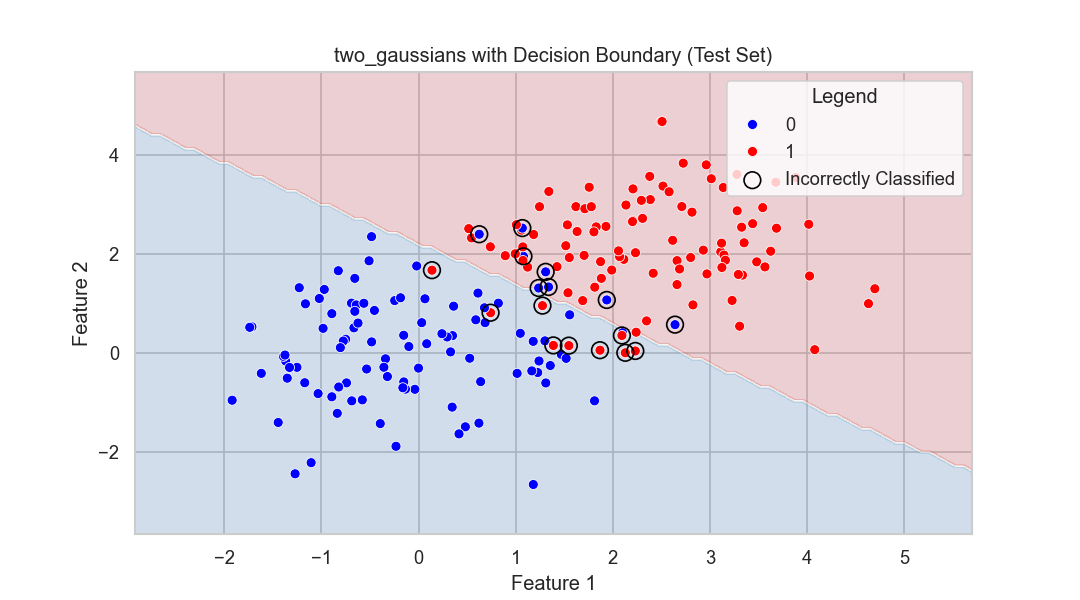 two_gaussians with Decision Boundary (Test Set)
Legend
0
1
Incorrectly Classified
4
2
0
−2
Feature 2
−2 −1 0 1 2 3 4 5
Feature 1